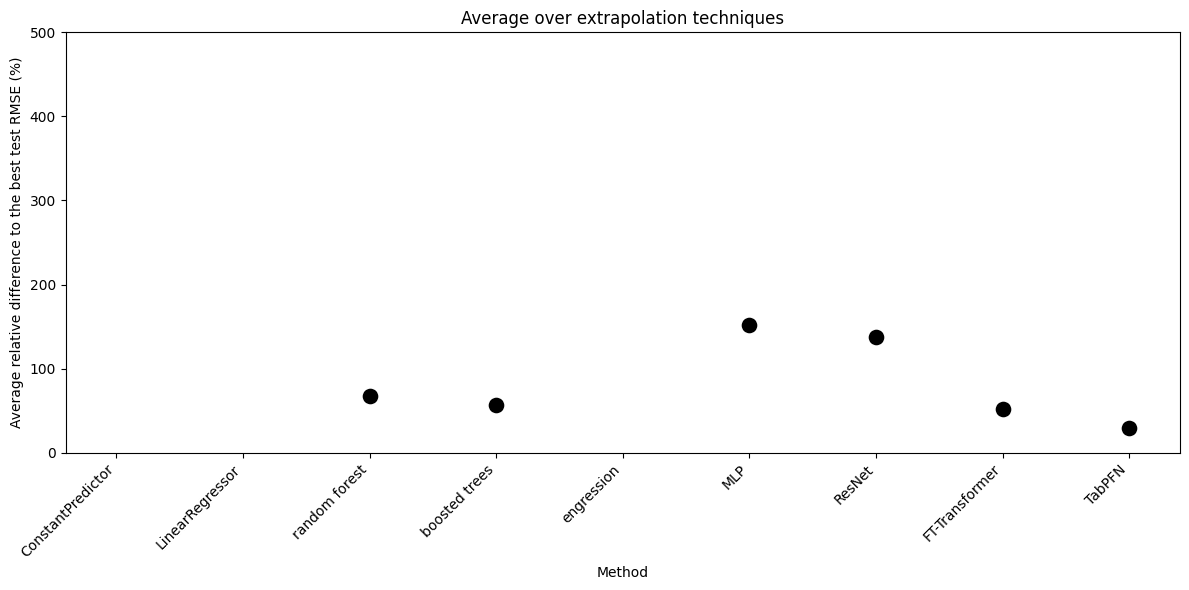 Average over extrapolation techniques
Average relative difference to the best test RMSE (%)
500
400
300
200
100
0
ConstantPredictor
LinearRegressor
random forest
boosted trees
engression
MLP
ResNet
FT-Transformer
TabPFN
Method